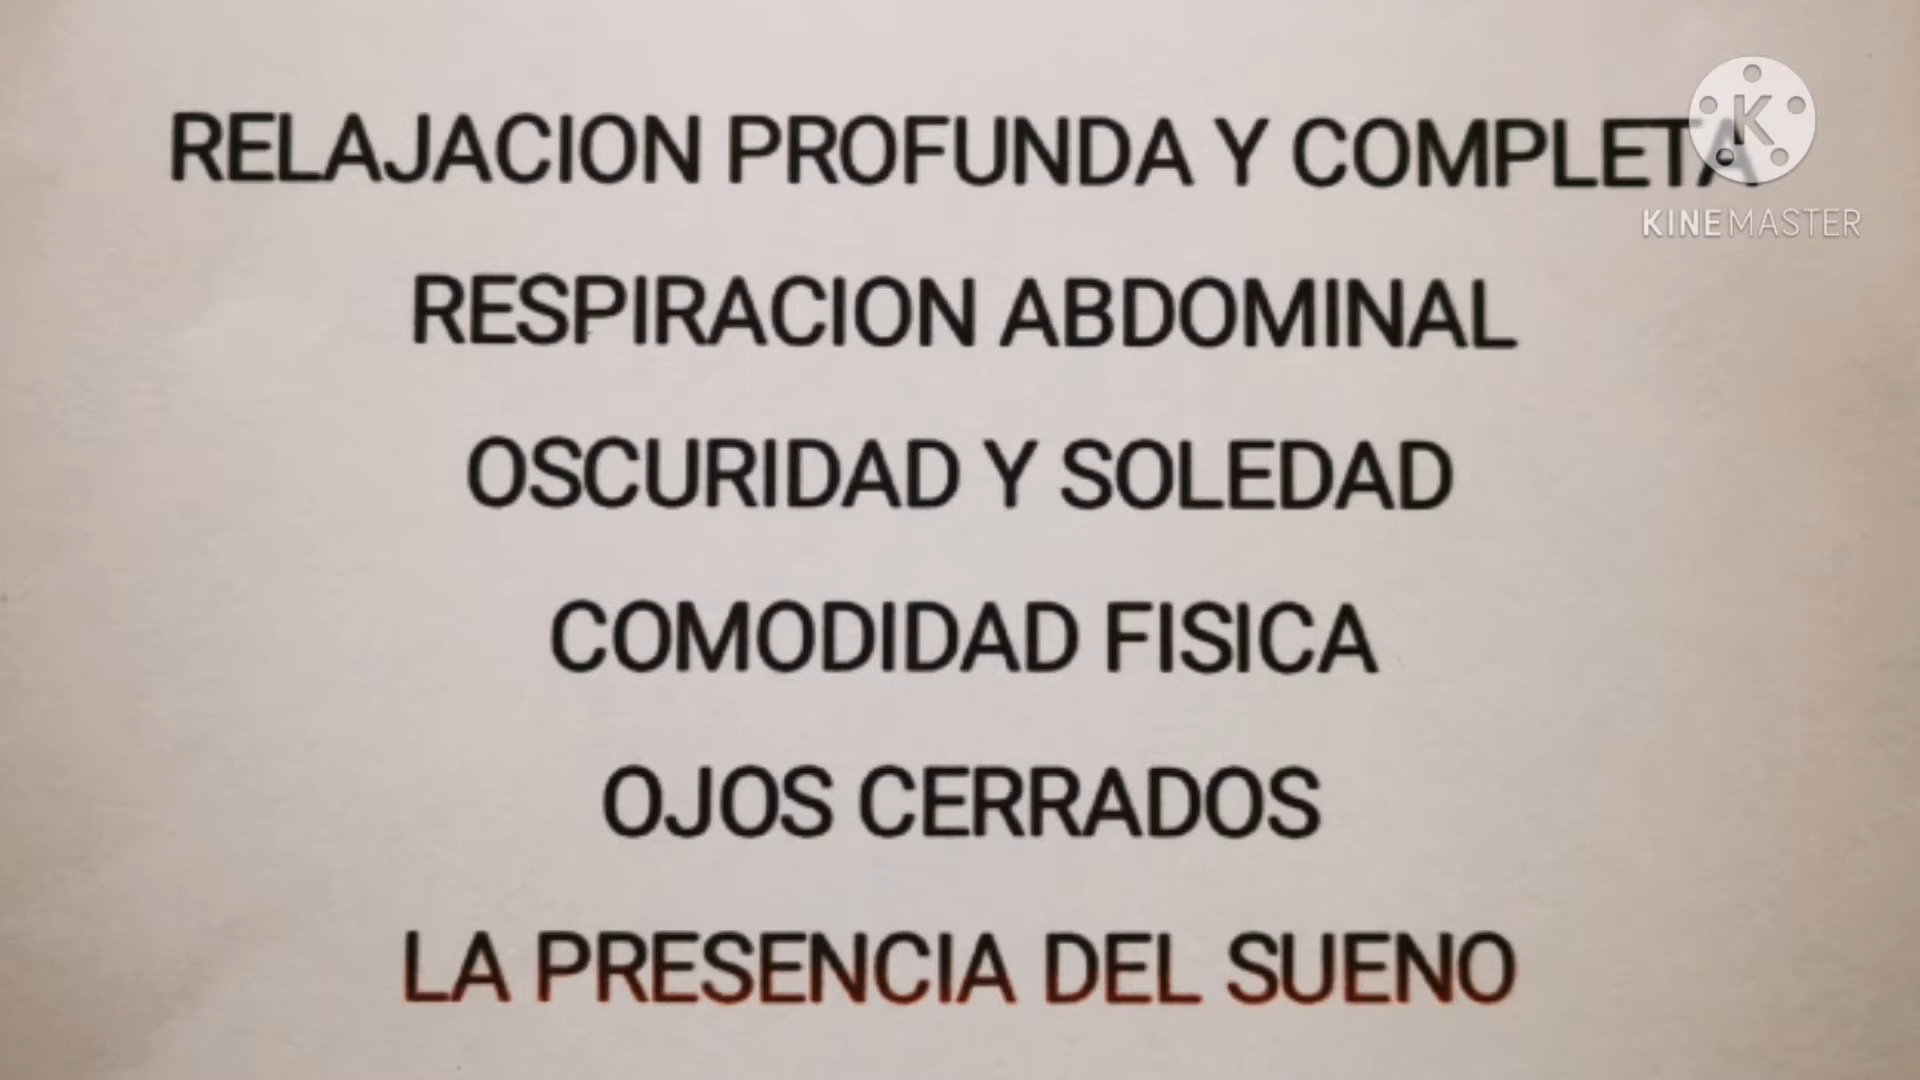 RELAJACION PROFUNDA Y COMPLETA
KINEMASTER
RESPIRACION ABDOMINAL
OSCURIDAD Y SOLEDAD
COMODIDAD FISICA
OJOS CERRADOS
LA PRESENCIA DEL SUENO